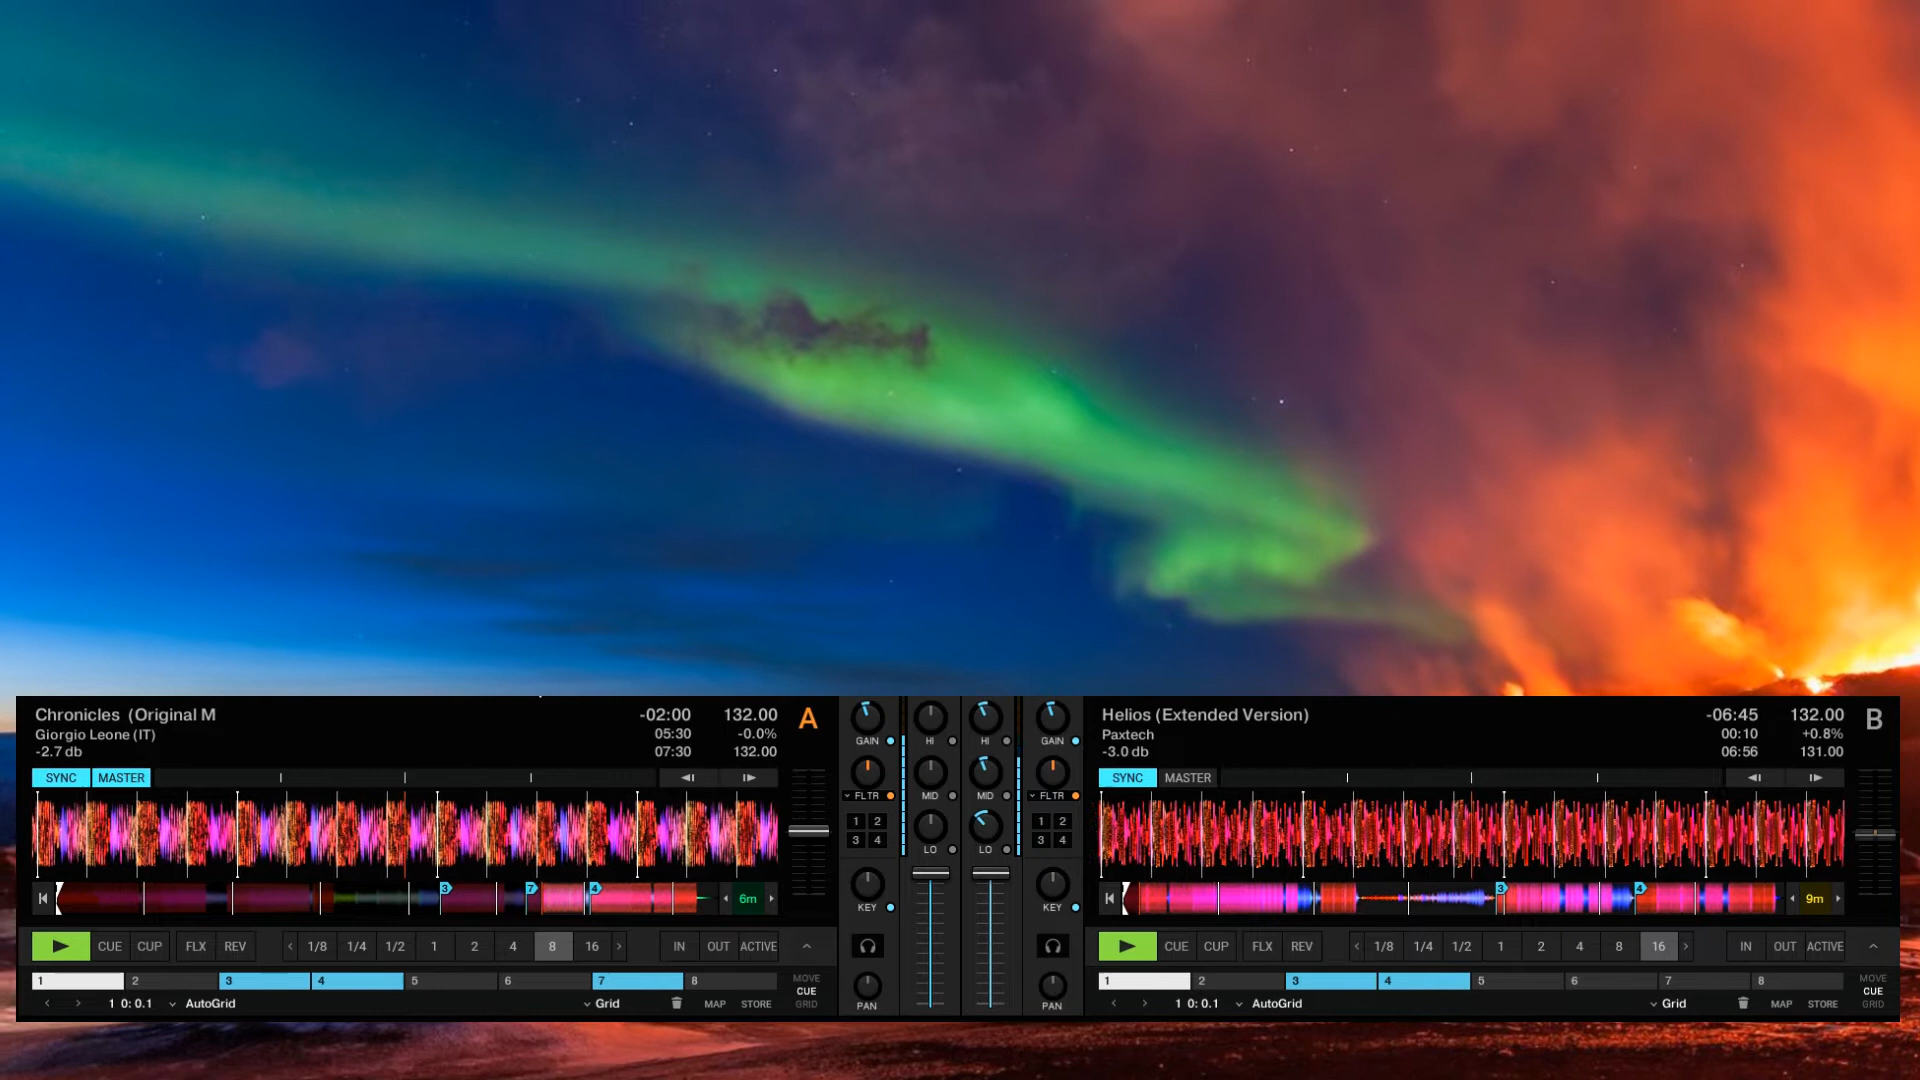 Chronicles (Original M
-02:00 132.00 A
Giorgio Leone (IT)
05:30 -0.0%
-2.7 db
07:30 132.00
SYNC MASTER
3 7 4
6m
CUE CUP FLX REV 1/8 1/4 1/2 1 2 4 8 16 IN OUT ACTIVE
1 2 3 4 5 6 7 8
MOVE
CUE
GRID
1 0: 0.1 AutoGrid Grid MAP STORE
GAIN HI HI GAIN
FLTR MID MID FLTR
1 2 1 2
3 4 3 4
LO LO
KEY KEY
PAN PAN
Helios (Extended Version)
-06:45 132.00 B
Paxtech
00:10 +0.8%
-3.0 db
06:56 131.00
SYNC MASTER
3 4
9m
CUE CUP FLX REV 1/8 1/4 1/2 1 2 4 8 16 IN OUT ACTIVE
1 2 3 4 5 6 7 8
MOVE
CUE
GRID
1 0: 0.1 AutoGrid Grid MAP STORE